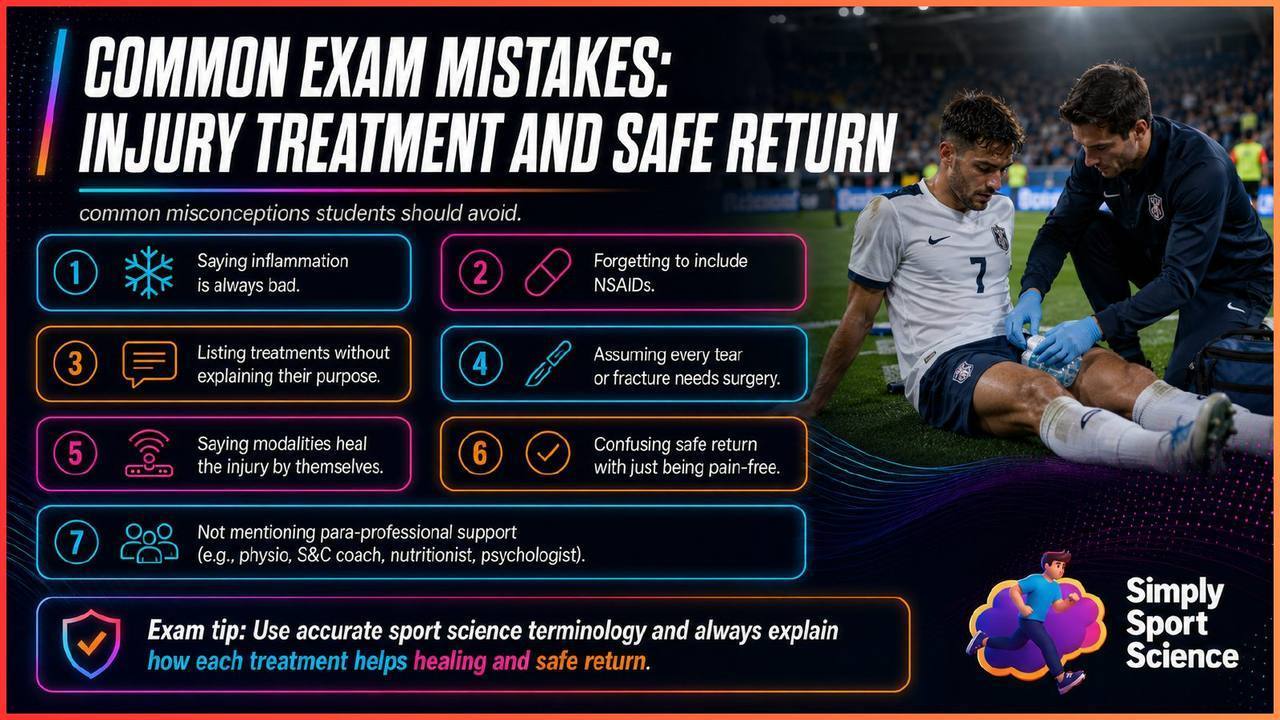 COMMON EXAM MISTAKES:
INJURY TREATMENT AND SAFE RETURN
common misconceptions students should avoid.
1
Saying inflammation
is always bad.
2
Forgetting to include
NSAIDs.
3
Listing treatments without
explaining their purpose.
4
Assuming every tear
or fracture needs surgery.
5
Saying modalities heal
the injury by themselves.
6
Confusing safe return
with just being pain-free.
7
Not mentioning para-professional support
(e.g., physio, S&C coach, nutritionist, psychologist).
Exam tip: Use accurate sport science terminology and always explain
how each treatment helps healing and safe return.
7
Simply
Sport
Science